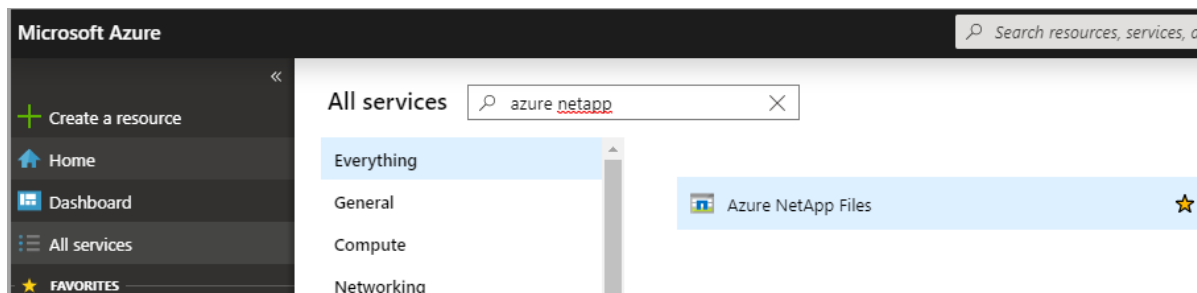 Microsoft Azure
Search resources, services,
«
Create a resource
Home
Dashboard
All services
FAVORITES
All services
azure netapp
Everything
General
Compute
Networking
Azure NetApp Files